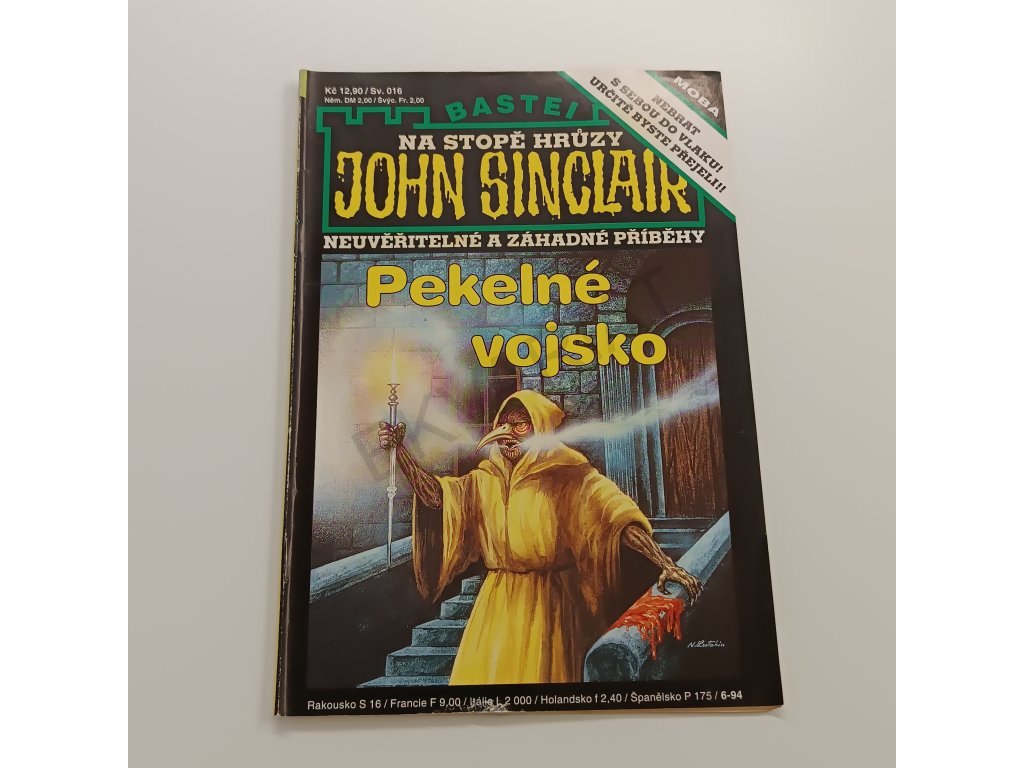 Kč 12,90 / Sv. 016
Něm. DM 2,00 / Švýc. Fr. 2,00
BASTEI
MOBA
NEBRAT
S SEBOU DO VLAKU!
URČITĚ BYSTE PŘEJELI!!
NA STOPĚ HRŮZY
JOHN SINCLAIR
NEUVĚŘITELNÉ A ZÁHADNÉ PŘÍBĚHY
Pekelné
vojsko
Rakousko S 16 / Francie F 9,00 / Itálie L 2 000 / Holandsko f 2,40 / Španělsko P 175 / 6-94